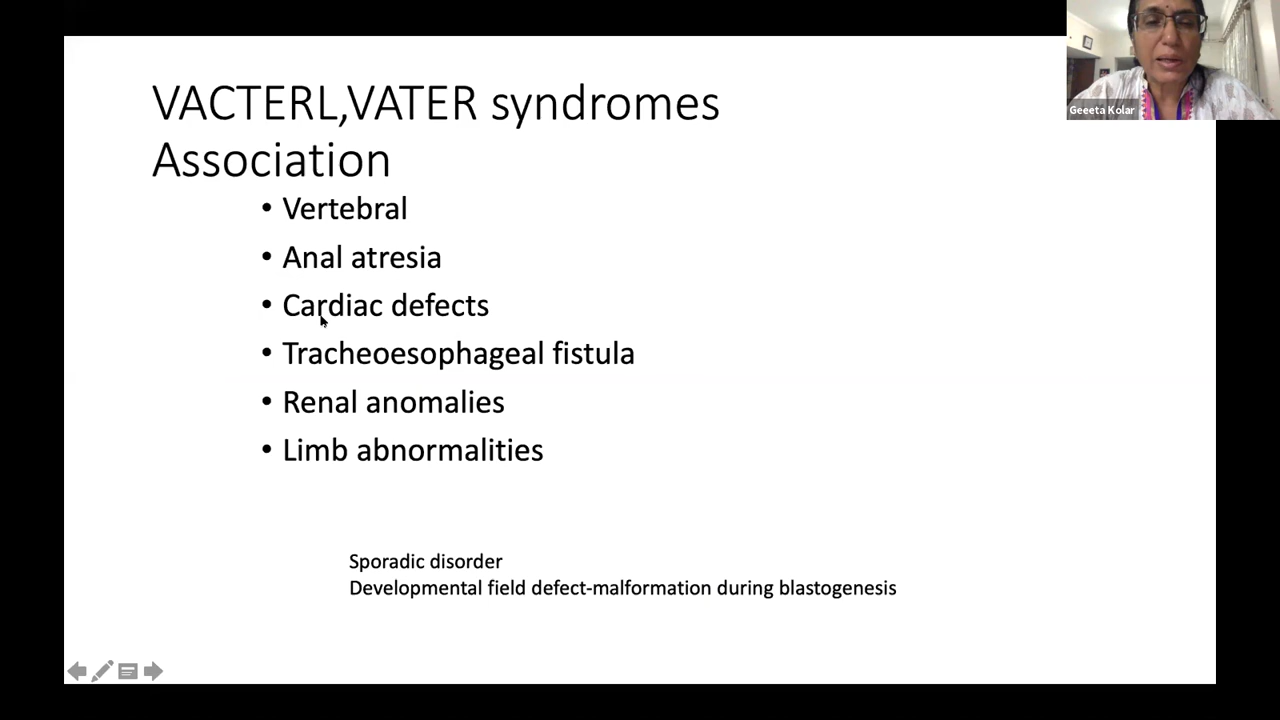 VACTERL,VATER syndromes
Association
• Vertebral
• Anal atresia
• Cardiac defects
• Tracheoesophageal fistula
• Renal anomalies
• Limb abnormalities
Sporadic disorder
Developmental field defect-malformation during blastogenesis
Geeeta Kolar